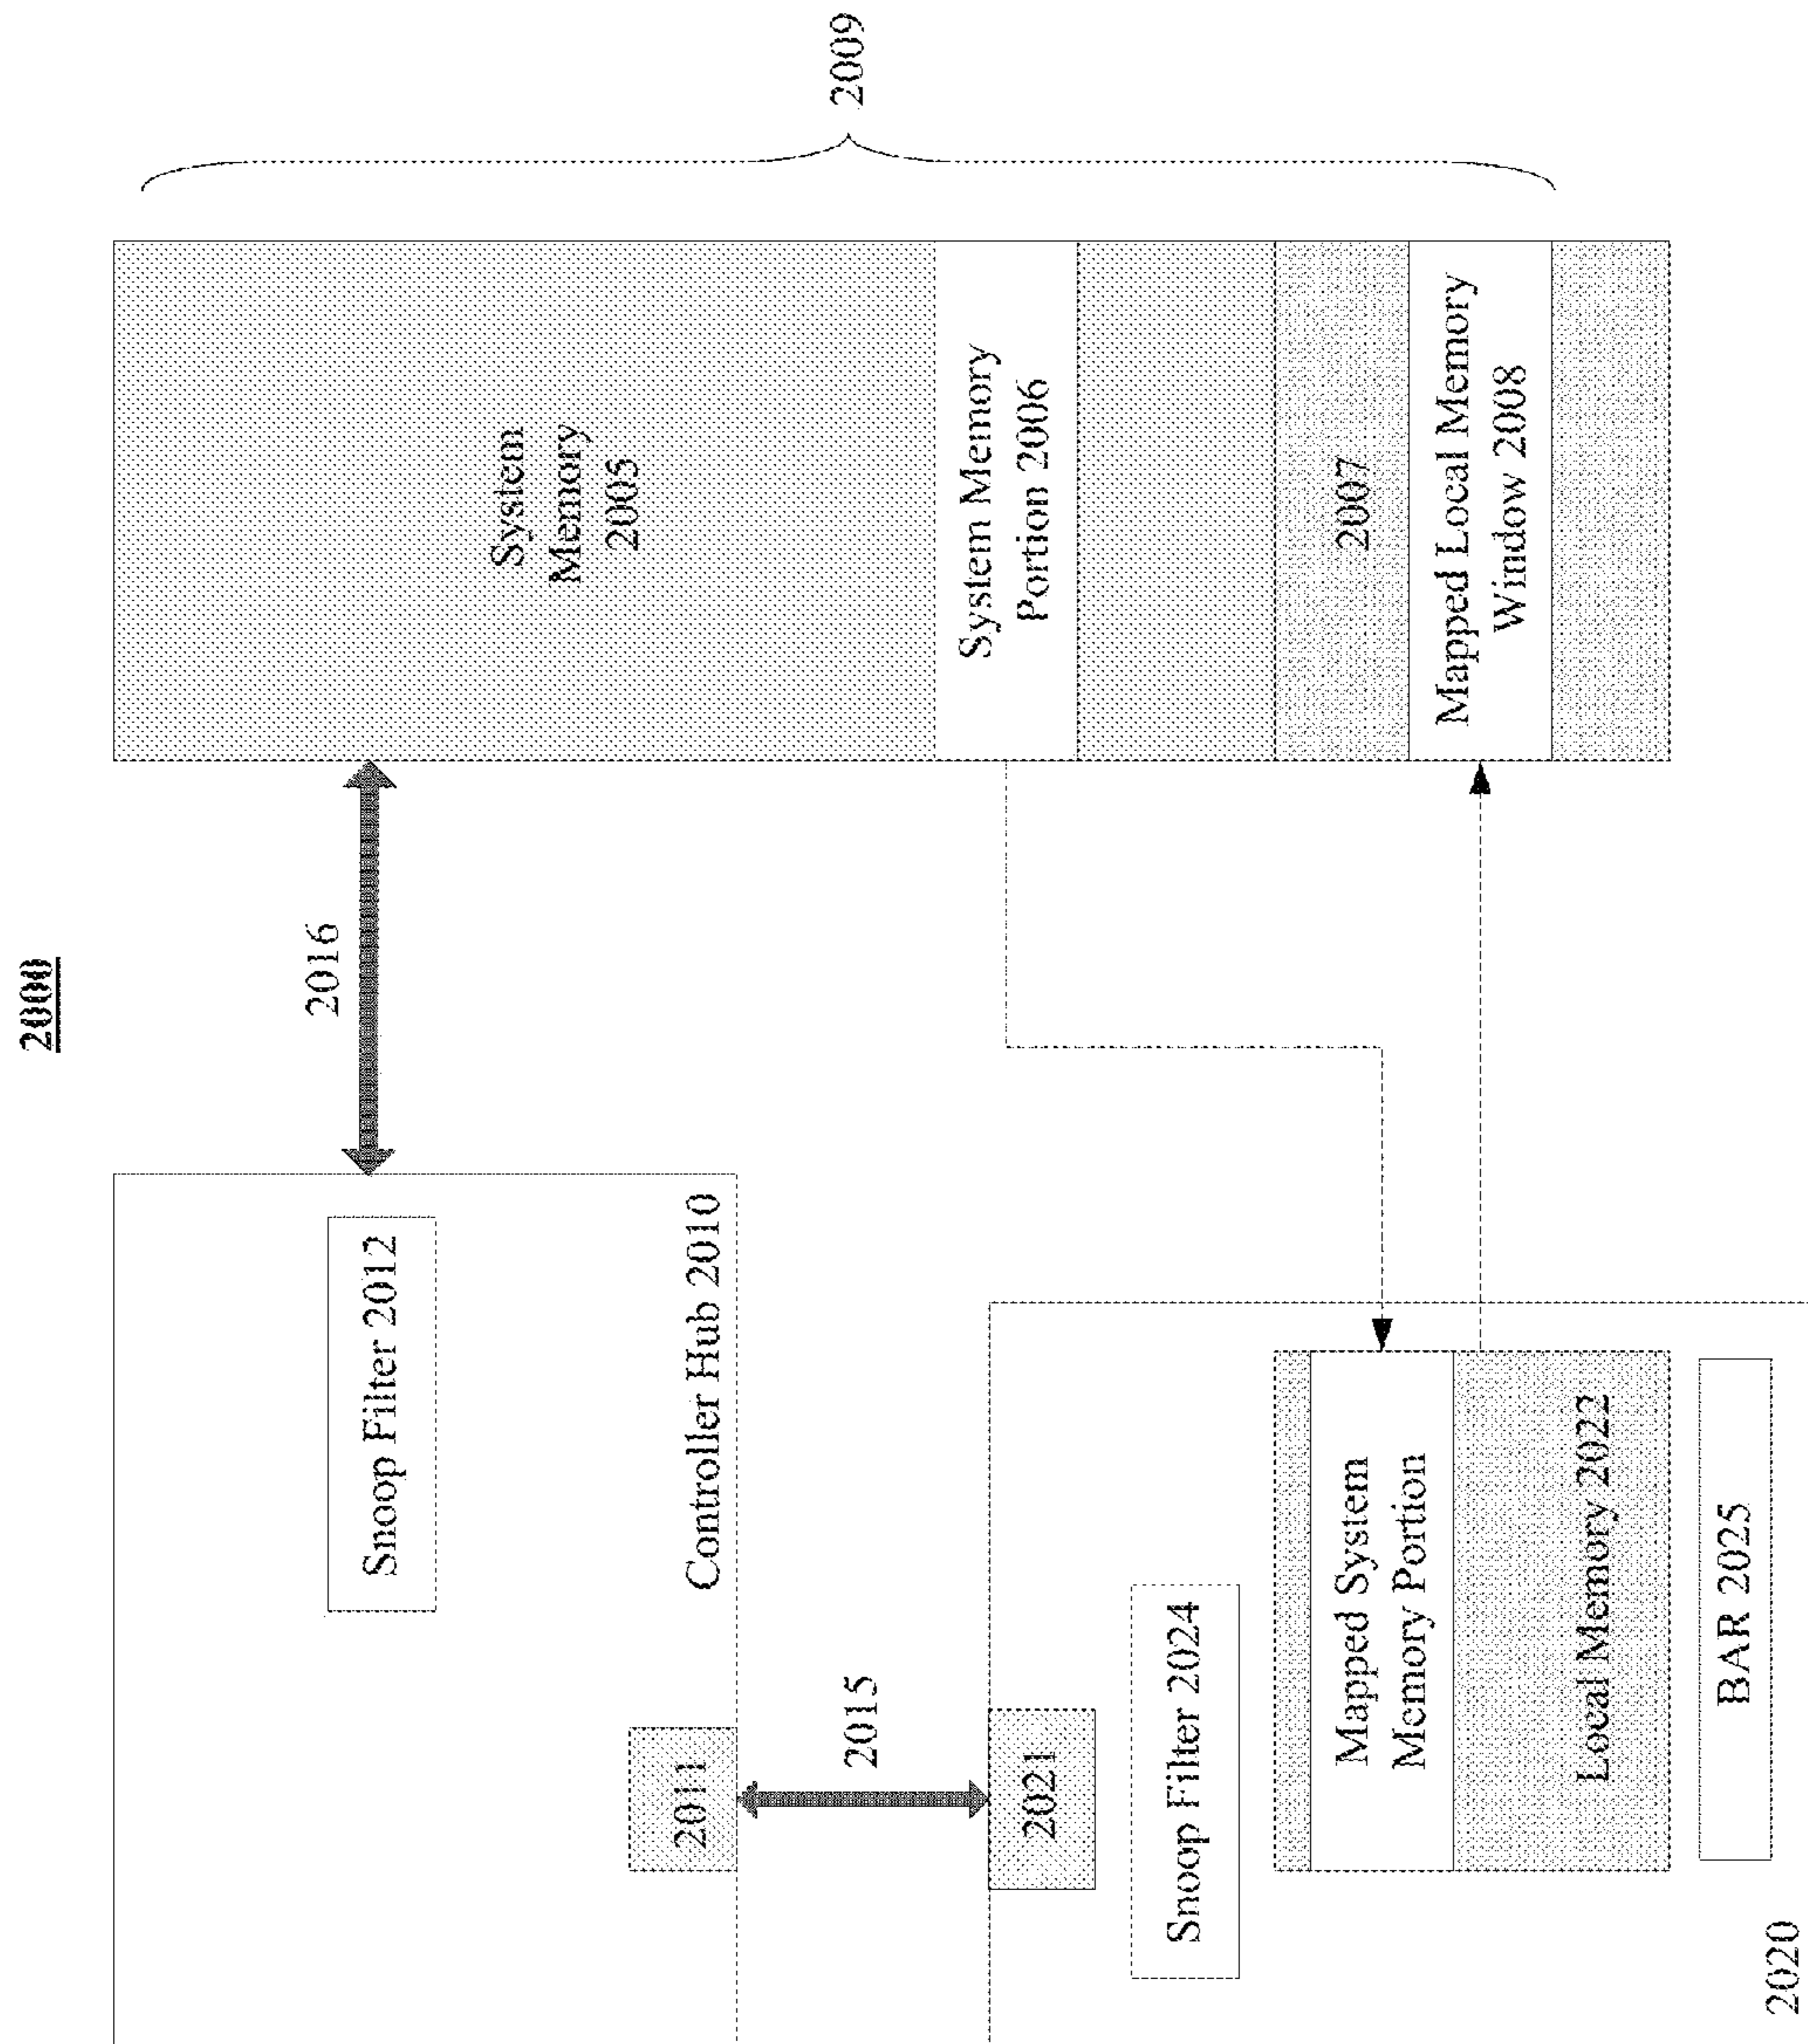 2000
2016
2009
System
Memory
2005
System Memory
Portion 2006
2007
Mapped Local Memory
Window 2008
Snoop Filter 2012
Controller Hub 2010
2011
2015
2021
Snoop Filter 2024
Mapped System
Memory Portion
Local Memory 2022
BAR 2025
2020